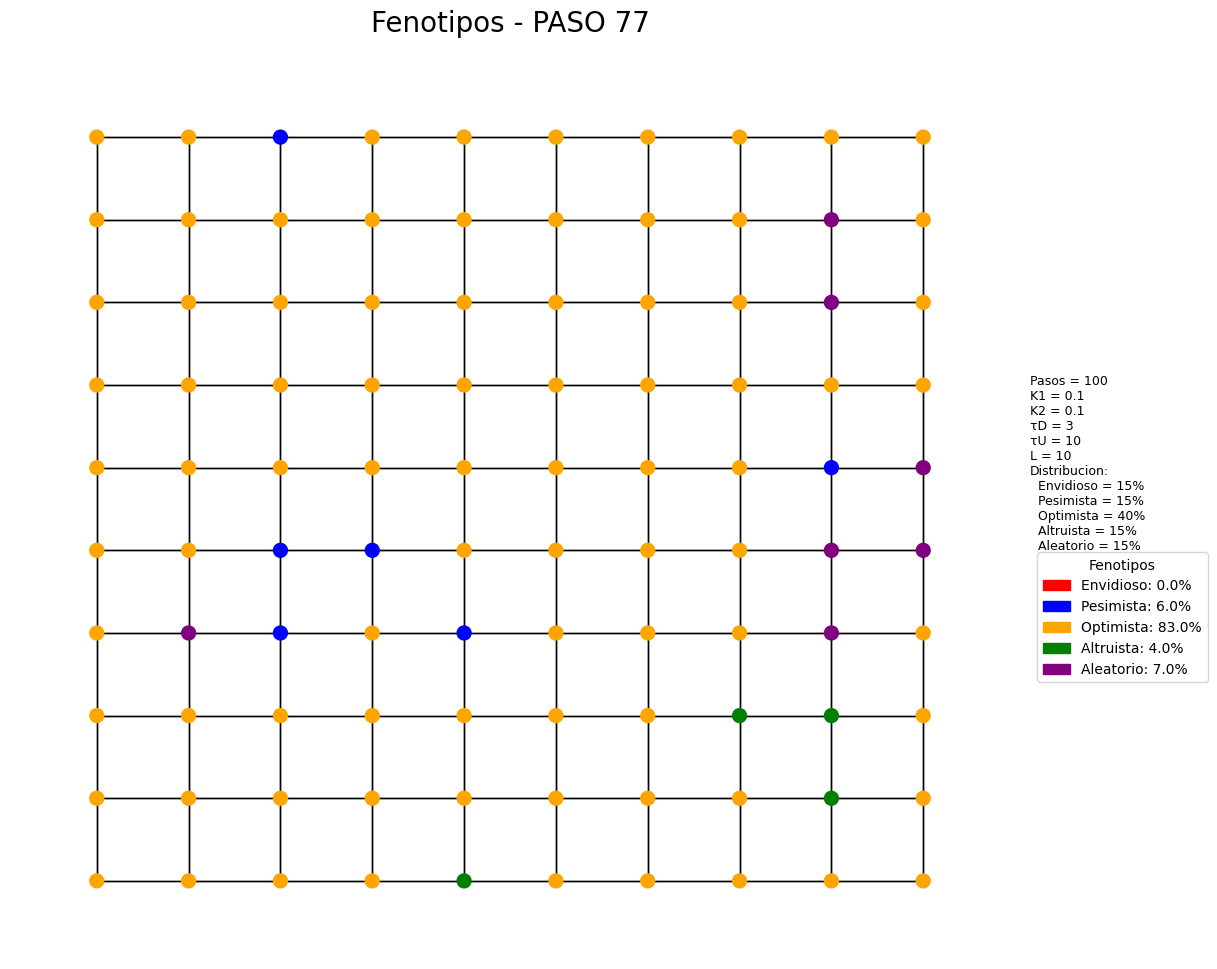 Fenotipos - PASO 77
Pasos = 100
K1 = 0.1
K2 = 0.1
τD = 3
τU = 10
L = 10
Distribucion:
Envidioso = 15%
Pesimista = 15%
Optimista = 40%
Altruista = 15%
Aleatorio = 15%
Fenotipos
Envidioso: 0.0%
Pesimista: 6.0%
Optimista: 83.0%
Altruista: 4.0%
Aleatorio: 7.0%